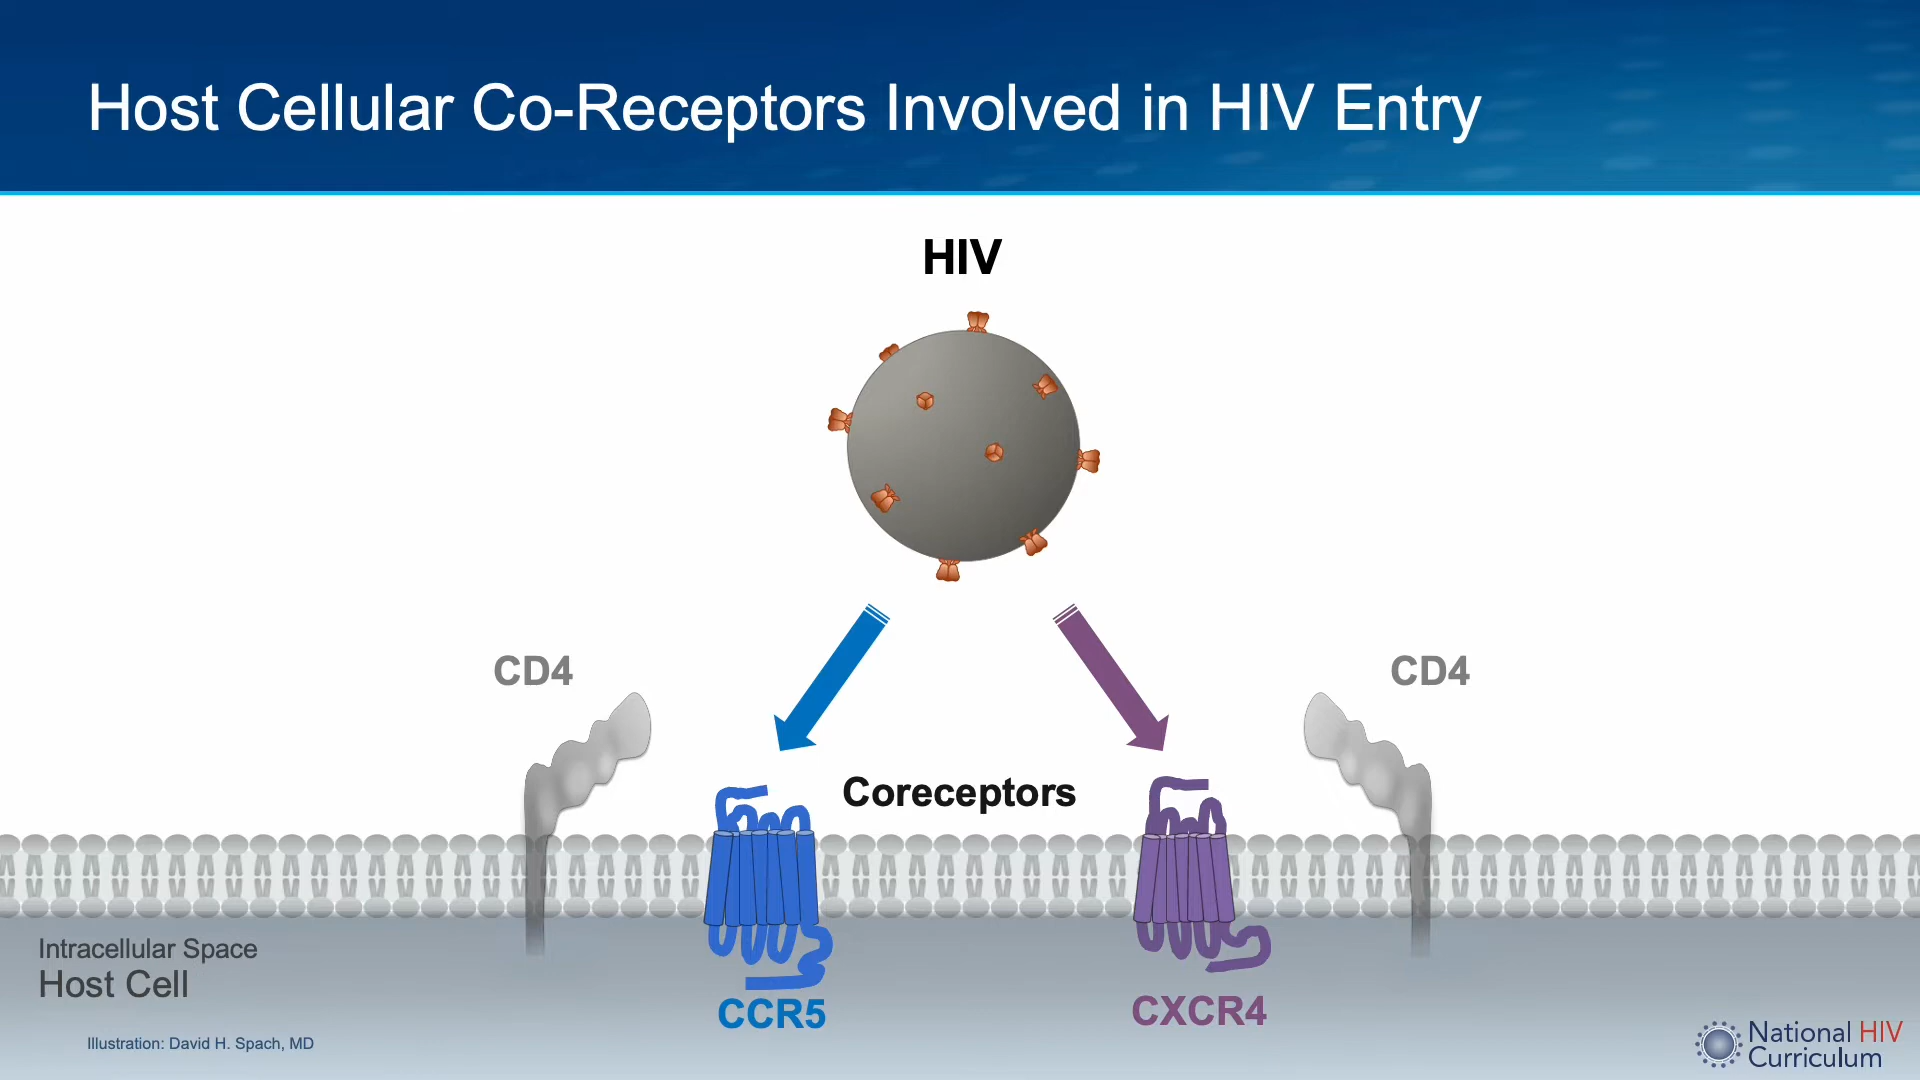 Host Cellular Co-Receptors Involved in HIV Entry
HIV
CD4
CD4
Coreceptors
Intracellular Space
Host Cell
CCR5
CXCR4
Illustration: David H. Spach, MD
National HIV
Curriculum